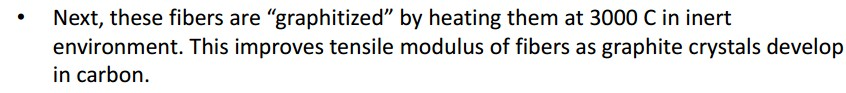 • Next, these fibers are “graphitized” by heating them at 3000 C in inert
environment. This improves tensile modulus of fibers as graphite crystals develop
in carbon.